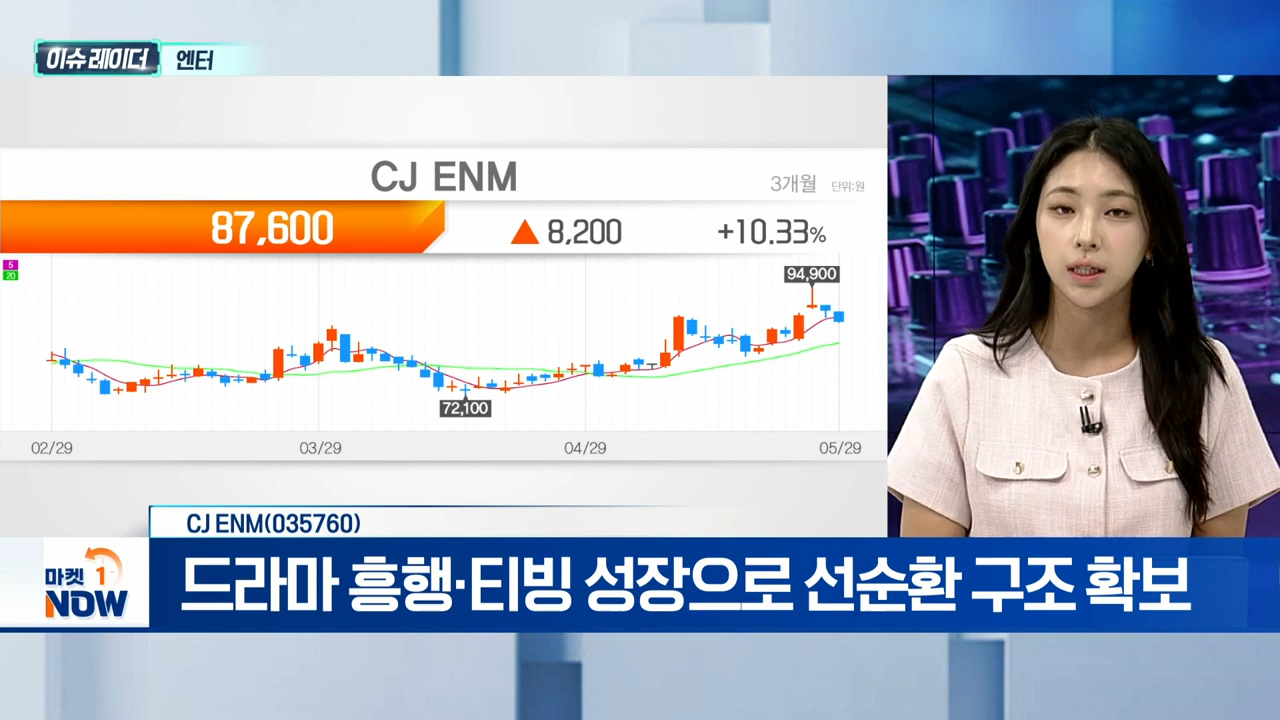 이슈레이더 엔터
CJ ENM
3개월 단위:원
87,600 ▲ 8,200 +10.33%
5
20
94,900
72,100
02/29 03/29 04/29 05/29
CJ ENM(035760)
마켓 1
NOW
드라마 흥행·티빙 성장으로 선순환 구조 확보